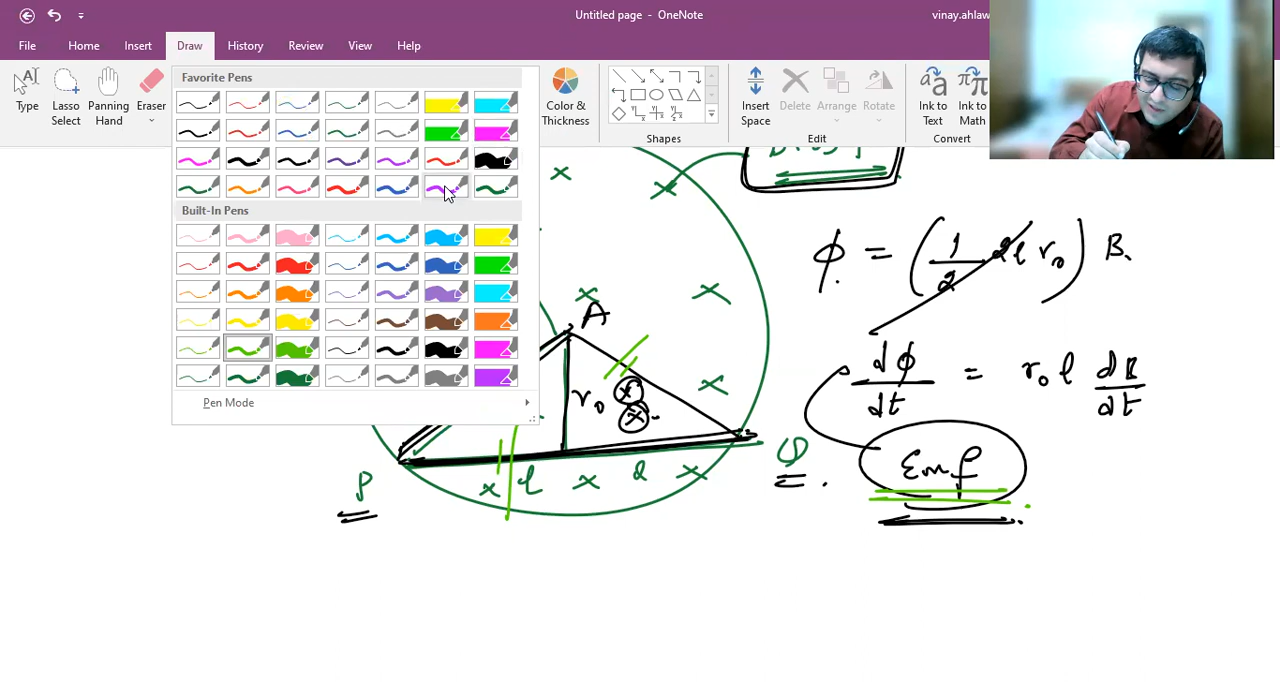 Untitled page - OneNote
vinay.ahlaw
File Home Insert Draw History Review View Help
Favorite Pens
Built-In Pens
Pen Mode
Type
Lasso Select
Panning Hand
Eraser
Color & Thickness
Shapes
Insert Space
Delete
Arrange
Rotate
Edit
Ink to Text
Ink to Math
Convert
ϕ = (1/2 2l r₀) B.
dϕ/dt = r₀ l dB/dt
Emf
A
r₀
P
Q
x l x l x